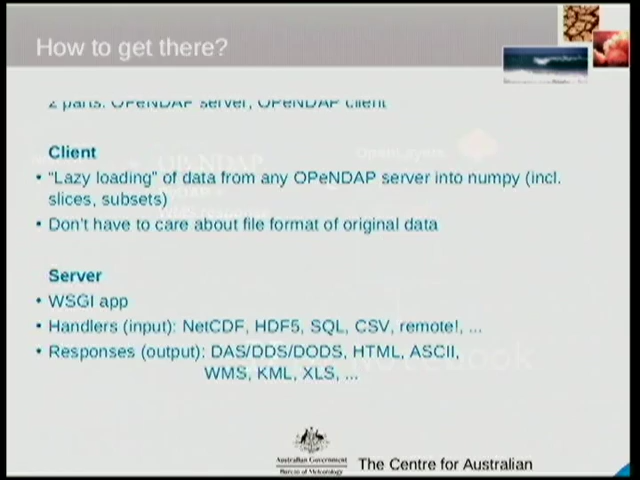 How to get there?
2 parts: OPeNDAP server, OPeNDAP client
Client
• "Lazy loading" of data from any OPeNDAP server into numpy (incl.
slices, subsets)
• Don't have to care about file format of original data
Server
• WSGI app
• Handlers (input): NetCDF, HDF5, SQL, CSV, remote!, ...
• Responses (output): DAS/DDS/DODS, HTML, ASCII,
WMS, KML, XLS, ...
Australian Government
Bureau of Meteorology
The Centre for Australian